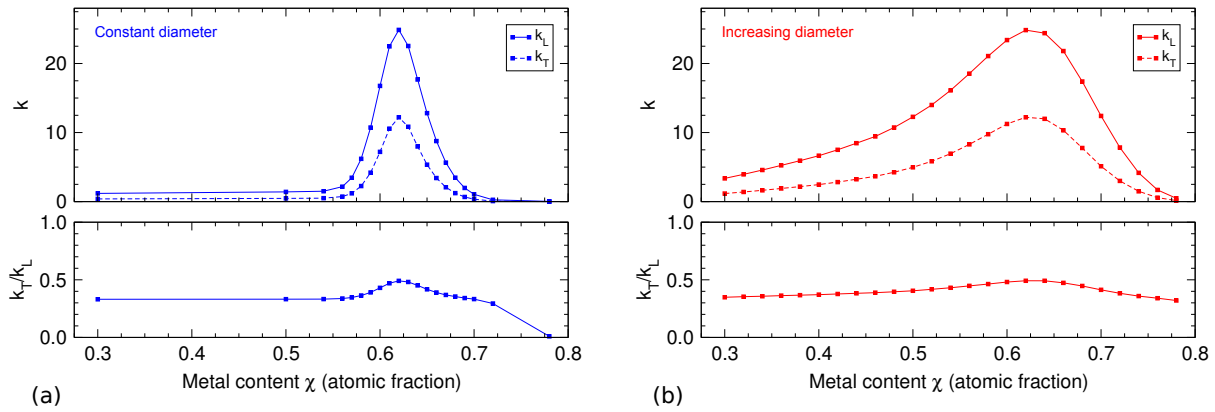 Constant diameter
k_L
k_T
20
10
0
k
1.0
0.5
0.0
k_T/k_L
0.3 0.4 0.5 0.6 0.7 0.8
Metal content χ (atomic fraction)
(a)
Increasing diameter
k_L
k_T
20
10
0
k
1.0
0.5
0.0
k_T/k_L
0.3 0.4 0.5 0.6 0.7 0.8
Metal content χ (atomic fraction)
(b)